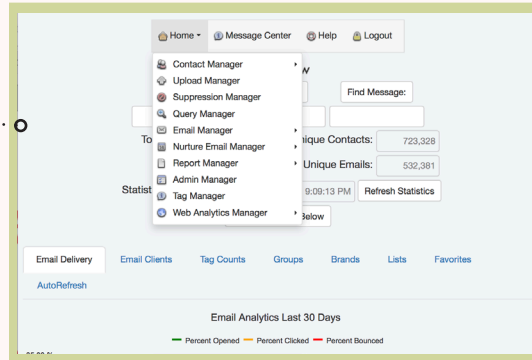 Home Message Center Help Logout
w
Contact Manager
Upload Manager
Suppression Manager
Find Message:
Query Manager
Email Manager
To
ique Contacts: 723,328
Nurture Email Manager
Report Manager
Unique Emails: 532,381
Admin Manager
Statist
9:09:13 PM Refresh Statistics
Tag Manager
Web Analytics Manager
Below
Email Delivery Email Clients Tag Counts Groups Brands Lists Favorites
AutoRefresh
Email Analytics Last 30 Days
Percent Opened Percent Clicked Percent Bounced